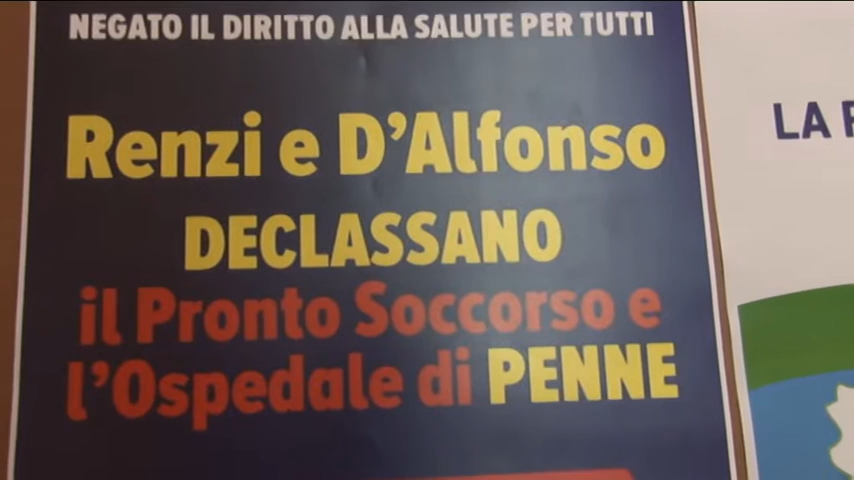 NEGATO IL DIRITTO ALLA SALUTE PER TUTTI
Renzi e D'Alfonso
DECLASSANO
il Pronto Soccorso e
l'Ospedale di PENNE
LA